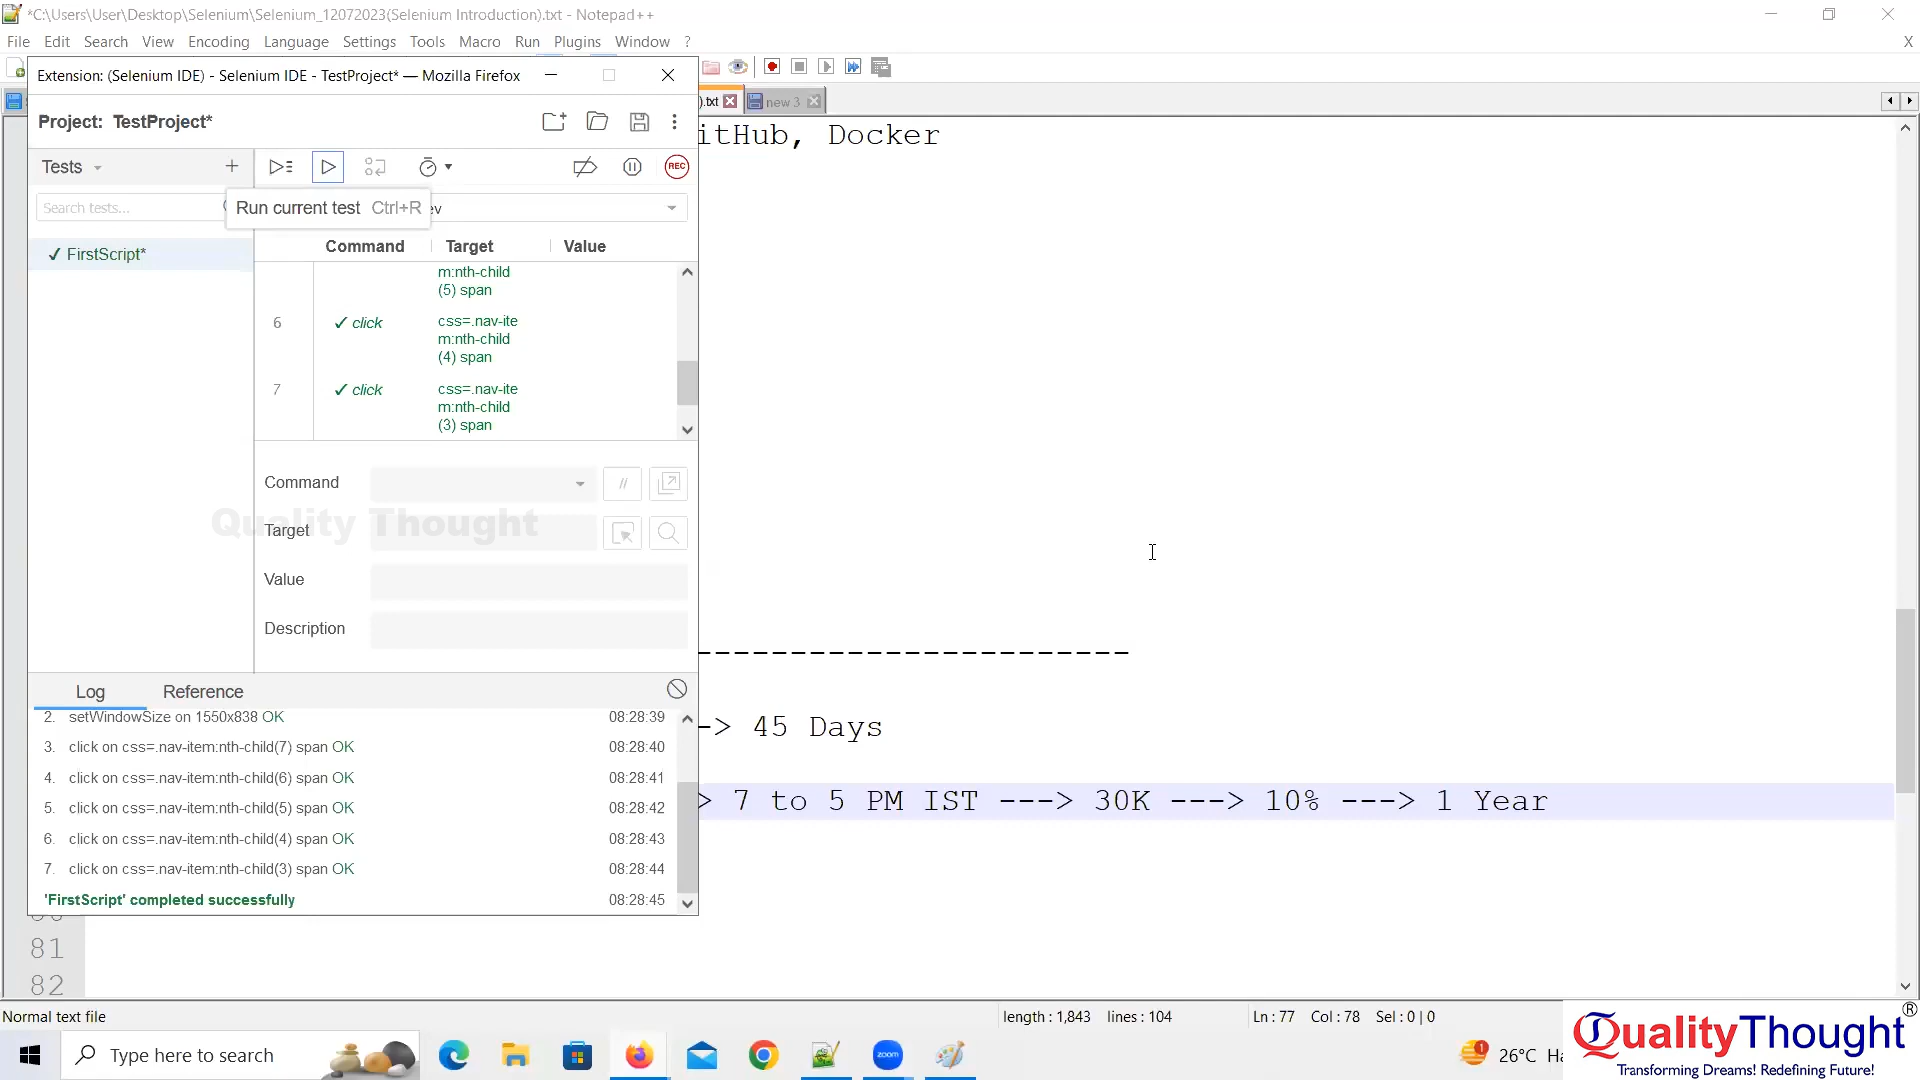 *C:\Users\User\Desktop\Selenium\Selenium_12072023(Selenium Introduction).txt - Notepad++
File Edit Search View Encoding Language Settings Tools Macro Run Plugins Window ?
X
Extension: (Selenium IDE) - Selenium IDE - TestProject* — Mozilla Firefox
).txt
new 3
Project: TestProject*
itHub, Docker
Tests
REC
Search tests...
Run current test Ctrl+R
ev
Command Target Value
FirstScript*
m:nth-child
(5) span
6 click css=.nav-ite
m:nth-child
(4) span
7 click css=.nav-ite
m:nth-child
(3) span
Command
//
Quality Thought
Target
Value
Description
-----------------------
Log Reference
2. setWindowSize on 1550x838 OK 08:28:39
-> 45 Days
3. click on css=.nav-item:nth-child(7) span OK 08:28:40
4. click on css=.nav-item:nth-child(6) span OK 08:28:41
> 7 to 5 PM IST ---> 30K ---> 10% ---> 1 Year
5. click on css=.nav-item:nth-child(5) span OK 08:28:42
6. click on css=.nav-item:nth-child(4) span OK 08:28:43
7. click on css=.nav-item:nth-child(3) span OK 08:28:44
'FirstScript' completed successfully 08:28:45
81
82
Normal text file length : 1,843 lines : 104 Ln : 77 Col : 78 Sel : 0 | 0
Type here to search
zoom
1
26°C
QualityThought®
Transforming Dreams! Redefining Future!